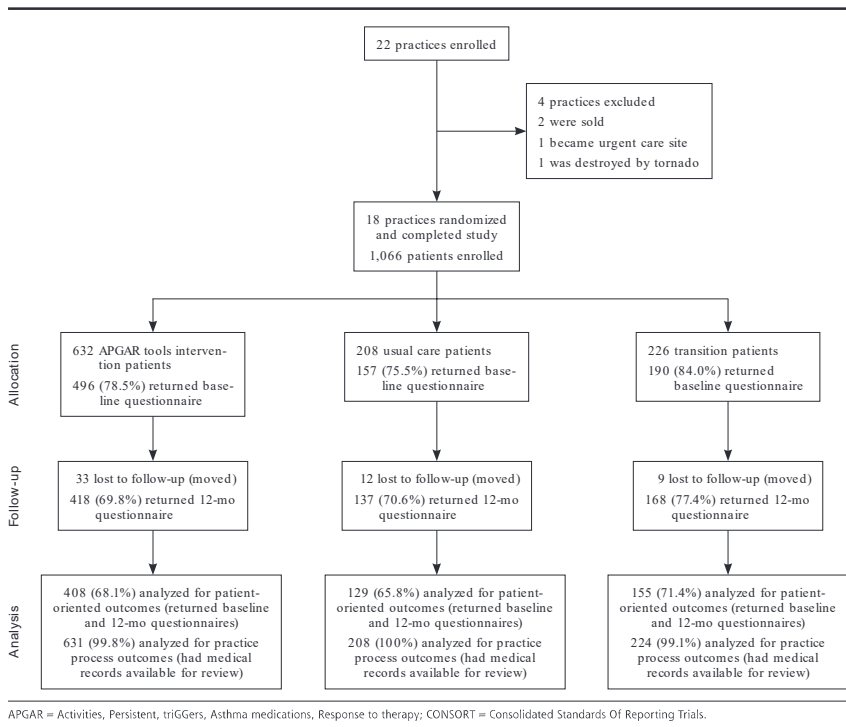 22 practices enrolled
4 practices excluded
2 were sold
1 became urgent care site
1 was destroyed by tornado
18 practices randomized
and completed study
1,066 patients enrolled
Allocation
632 APGAR tools interven-
tion patients
496 (78.5%) returned base-
line questionnaire
208 usual care patients
157 (75.5%) returned base-
line questionnaire
226 transition patients
190 (84.0%) returned
baseline questionnaire
Follow-up
33 lost to follow-up (moved)
418 (69.8%) returned 12-mo
questionnaire
12 lost to follow-up (moved)
137 (70.6%) returned 12-mo
questionnaire
9 lost to follow-up (moved)
168 (77.4%) returned 12-mo
questionnaire
Analysis
408 (68.1%) analyzed for patient-
oriented outcomes (returned baseline
and 12-mo questionnaires)
631 (99.8%) analyzed for practice
process outcomes (had medical
records available for review)
129 (65.8%) analyzed for patient-
oriented outcomes (returned baseline
and 12-mo questionnaires)
208 (100%) analyzed for practice
process outcomes (had medical
records available for review)
155 (71.4%) analyzed for patient-
oriented outcomes (returned baseline
and 12-mo questionnaires)
224 (99.1%) analyzed for practice
process outcomes (had medical
records available for review)
APGAR = Activities, Persistent, triGGers, Asthma medications, Response to therapy; CONSORT = Consolidated Standards Of Reporting Trials.